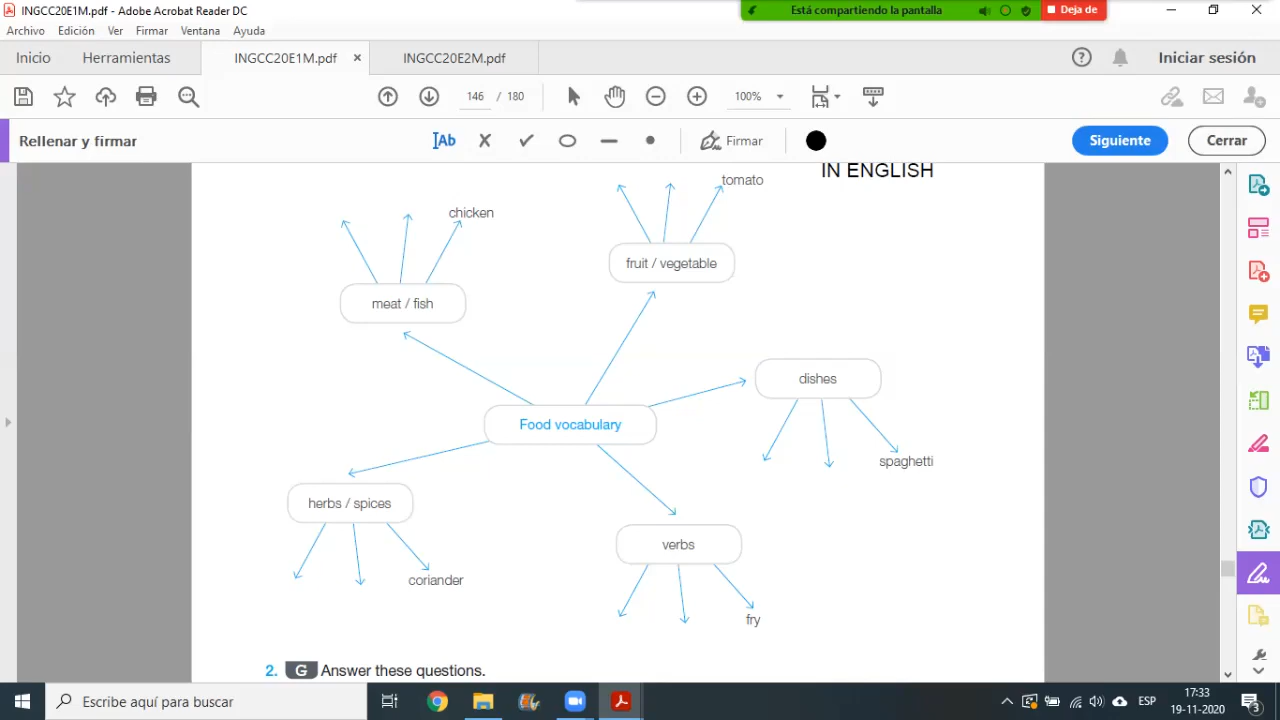 INGCC20E1M.pdf - Adobe Acrobat Reader DC
Está compartiendo la pantalla
Deja de
Archivo Edición Ver Firmar Ventana Ayuda
Inicio Herramientas INGCC20E1M.pdf × INGCC20E2M.pdf Iniciar sesión
146 / 180 100%
Rellenar y firmar Ab Firmar Siguiente Cerrar
IN ENGLISH
tomato
chicken
fruit / vegetable
meat / fish
dishes
Food vocabulary
spaghetti
herbs / spices
verbs
coriander
fry
2. G Answer these questions.
Escribe aquí para buscar
ESP
17:33
19-11-2020
3